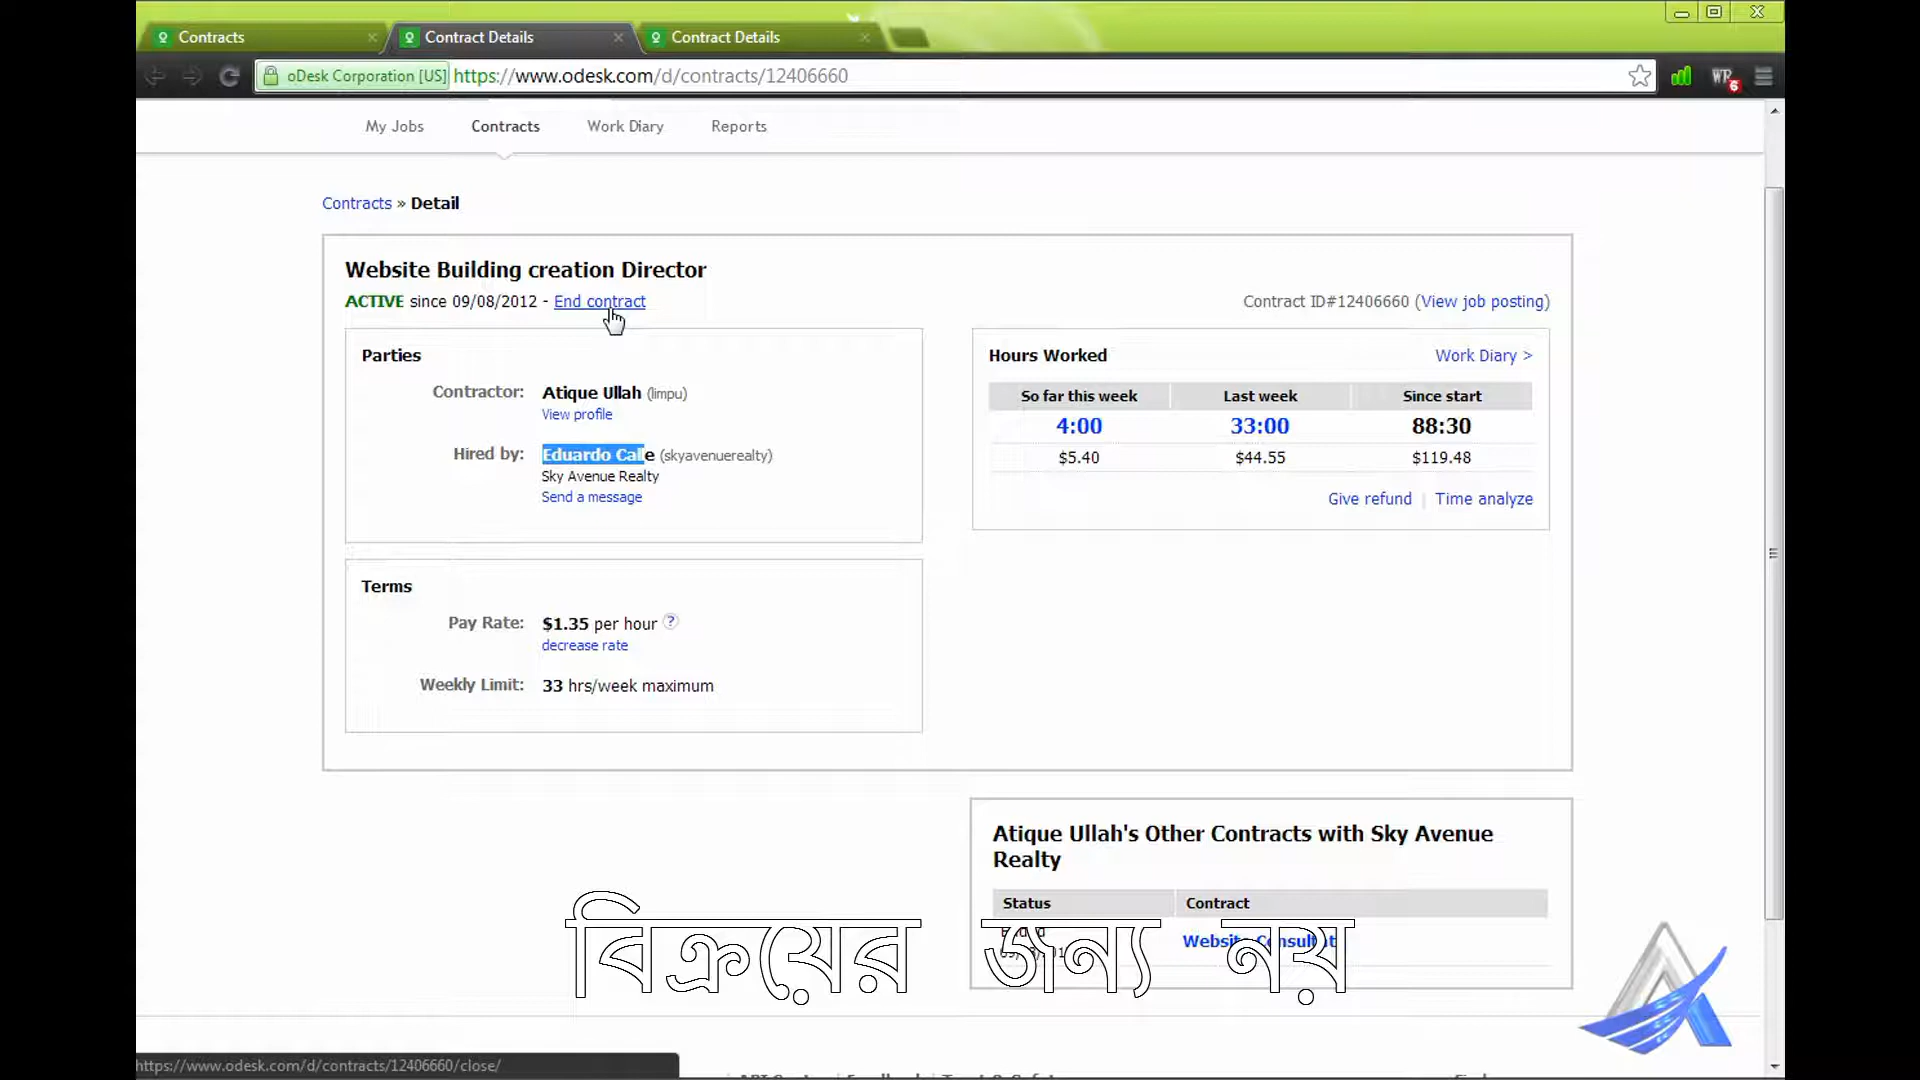 Contracts Contract Details Contract Details
oDesk Corporation [US] https://www.odesk.com/d/contracts/12406660
WR 6
My Jobs Contracts Work Diary Reports
Contracts » Detail
Website Building creation Director
ACTIVE since 09/08/2012 - End contract
Contract ID#12406660 (View job posting)
Parties
Contractor: Atique Ullah (limpu)
View profile
Hired by: Eduardo Calle (skyavenuerealty)
Sky Avenue Realty
Send a message
Hours Worked Work Diary >
So far this week Last week Since start
4:00 33:00 88:30
$5.40 $44.55 $119.48
Give refund | Time analyze
Terms
Pay Rate: $1.35 per hour ?
decrease rate
Weekly Limit: 33 hrs/week maximum
Atique Ullah's Other Contracts with Sky Avenue
Realty
Status Contract
Website Consultat
বিক্রয়ের জন্য নয়
https://www.odesk.com/d/contracts/12406660/close/